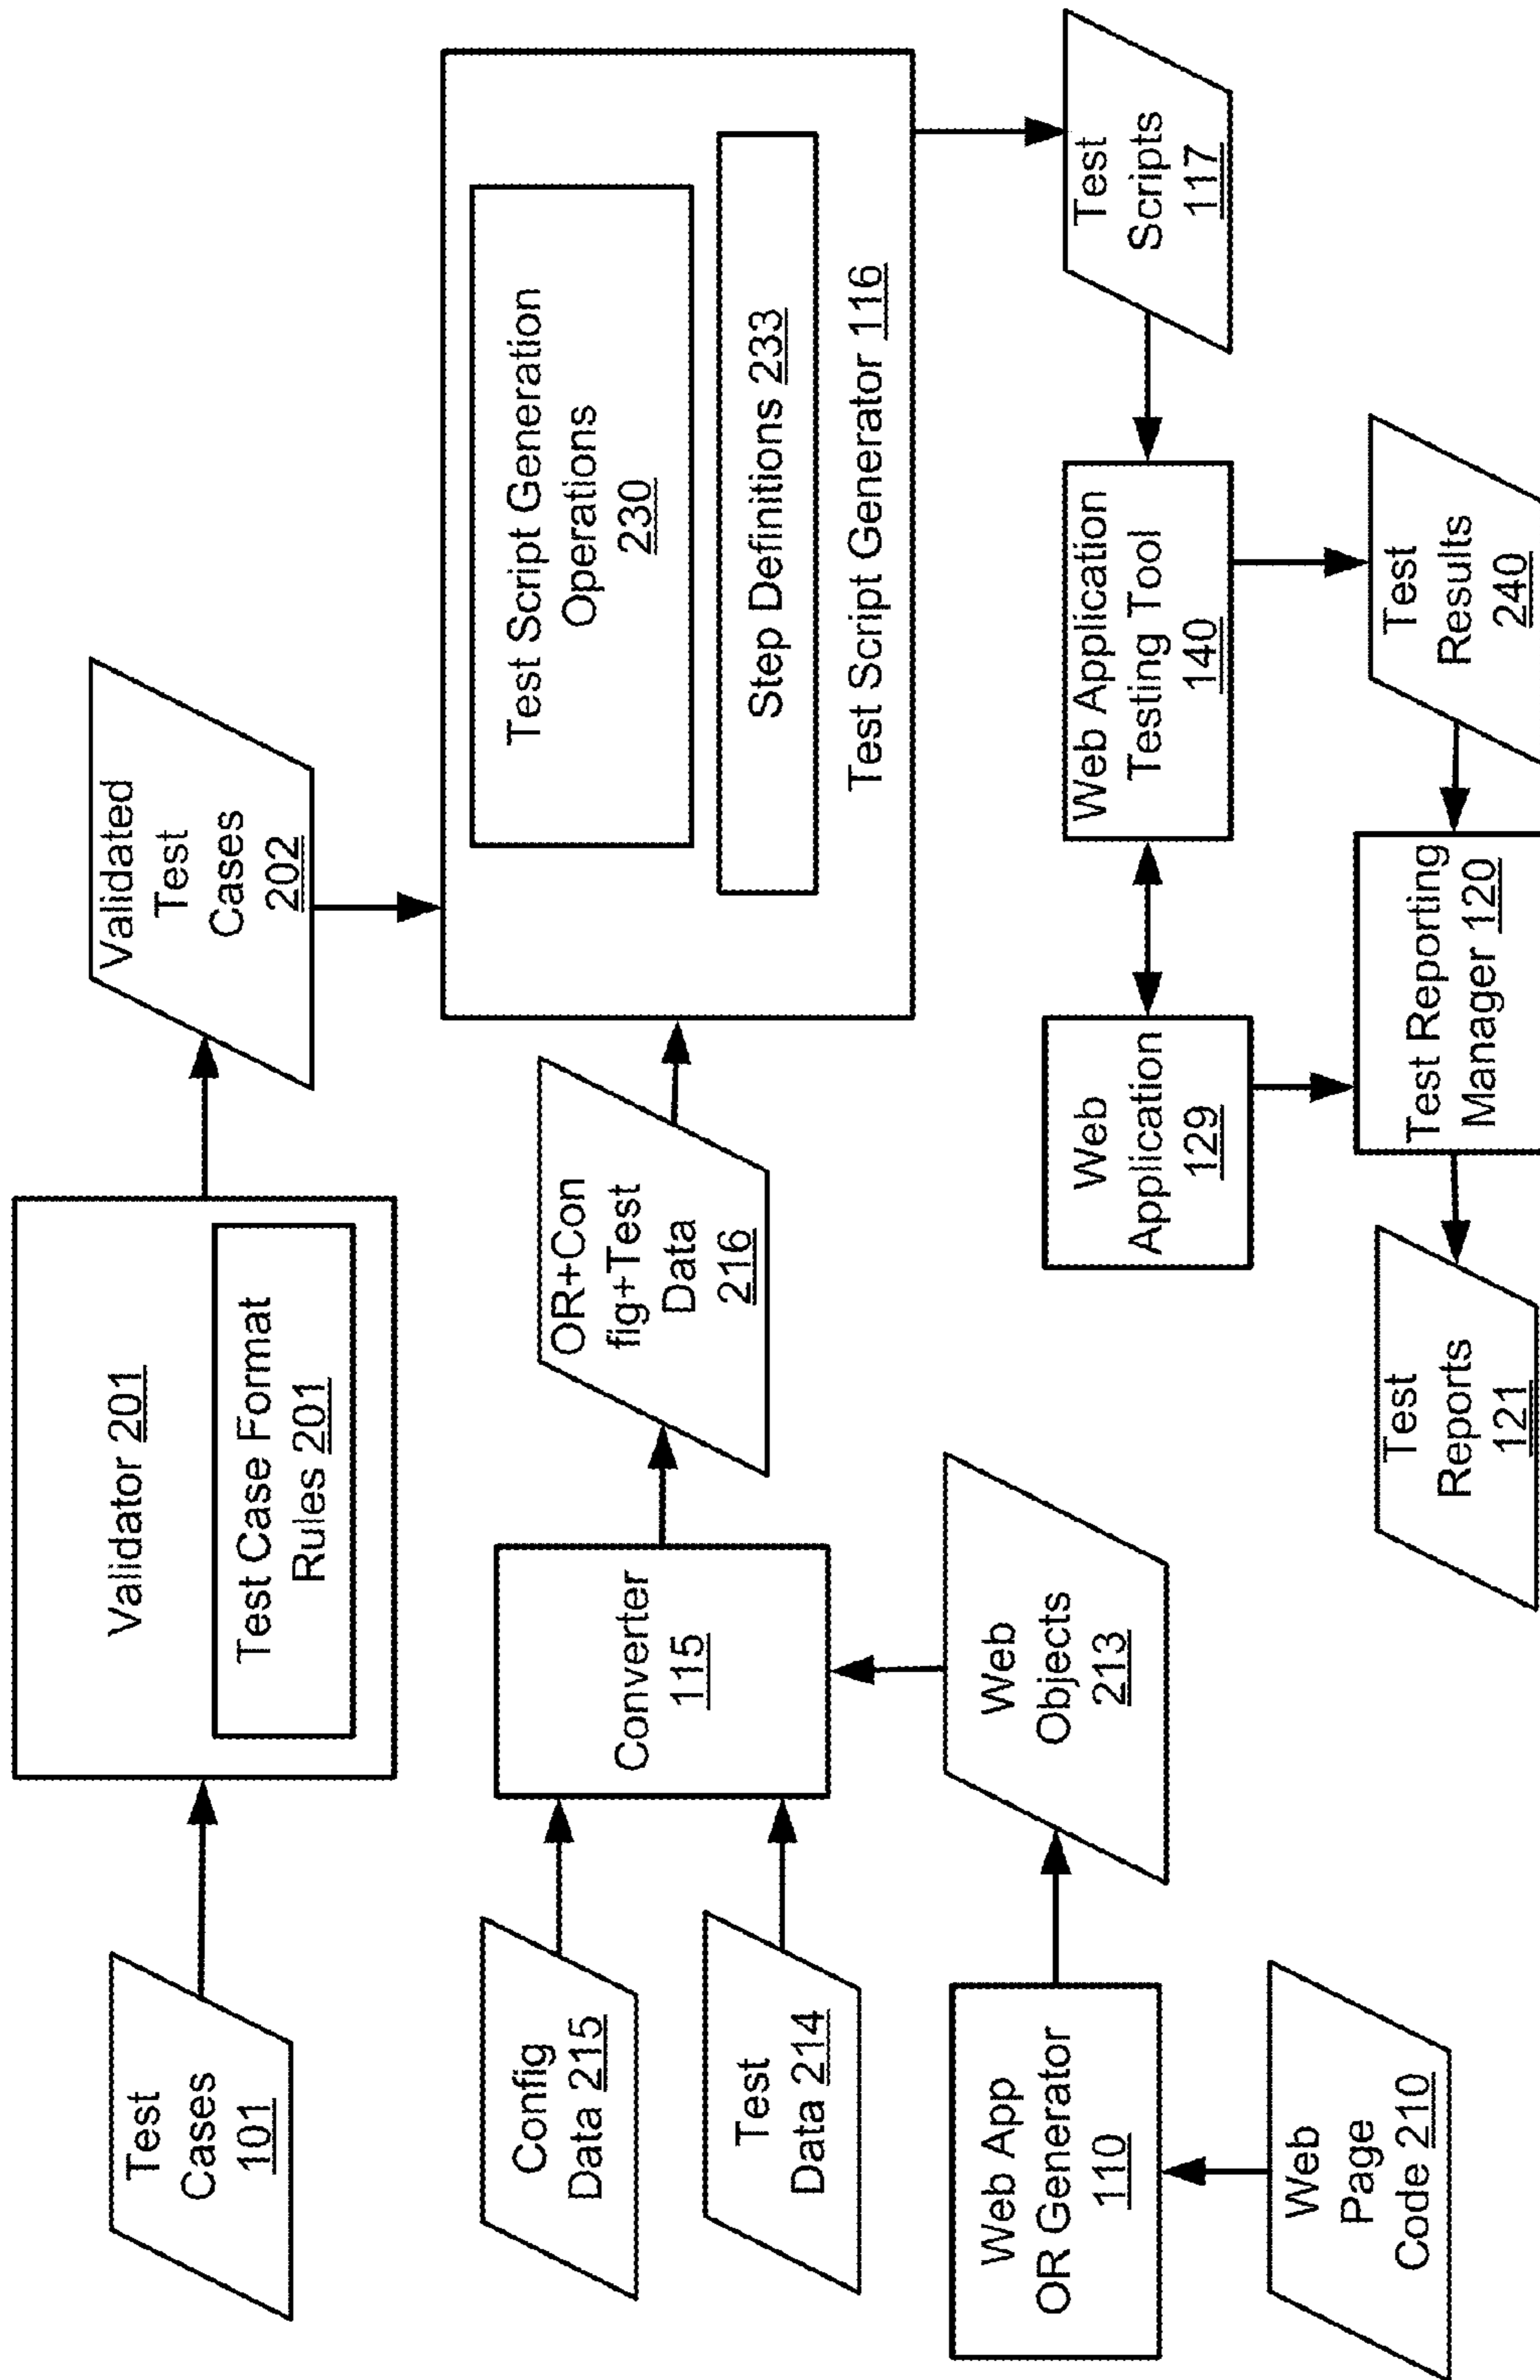 Test
Cases
101
Validator 201
Test Case Format
Rules 201
Validated
Test
Cases
202
Config
Data 215
Test
Data 214
Converter
115
OR+Con
fig+Test
Data
216
Test Script Generation
Operations
230
Step Definitions 233
Test Script Generator 116
Web App
OR Generator
110
Web
Page
Code 210
Web
Objects
213
Web
Application
129
Web Application
Testing Tool
140
Test
Scripts
117
Test
Reports
121
Test Reporting
Manager 120
Test
Results
240